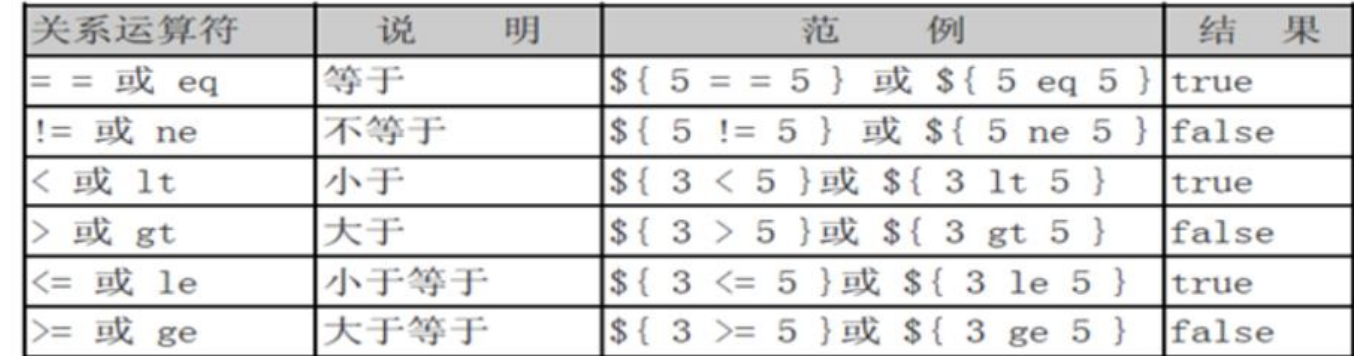 关系运算符 说 明 范 例 结 果
= = 或 eq 等于 ${ 5 = = 5 } 或 ${ 5 eq 5 } true
!= 或 ne 不等于 ${ 5 != 5 } 或 ${ 5 ne 5 } false
< 或 lt 小于 ${ 3 < 5 }或 ${ 3 lt 5 } true
> 或 gt 大于 ${ 3 > 5 }或 ${ 3 gt 5 } false
<= 或 le 小于等于 ${ 3 <= 5 }或 ${ 3 le 5 } true
>= 或 ge 大于等于 ${ 3 >= 5 }或 ${ 3 ge 5 } false